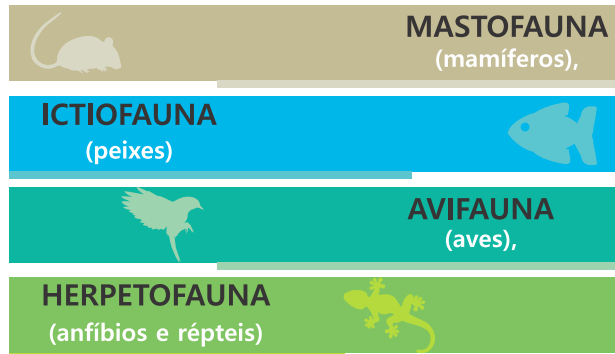 MASTOFAUNA
(mamíferos),
ICTIOFAUNA
(peixes)
AVIFAUNA
(aves),
HERPETOFAUNA
(anfíbios e répteis)